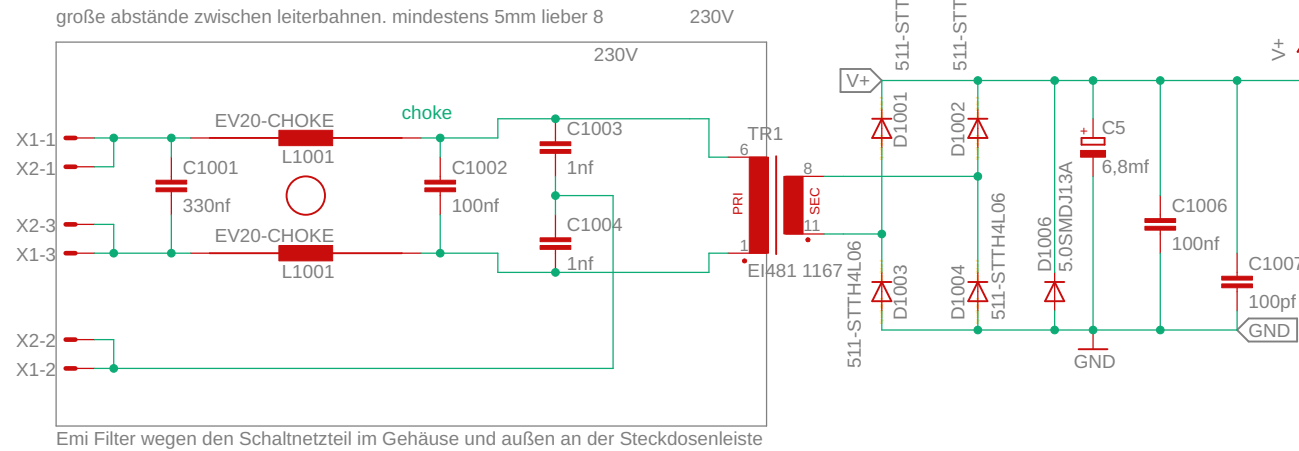 große abstände zwischen leiterbahnen. mindestens 5mm lieber 8
230V
230V
511-STT
511-STT
V+
V+
choke
EV20-CHOKE
L1001
X1-1
X2-1
C1001
330nf
C1002
100nf
C1003
1nf
C1004
1nf
X2-3
X1-3
EV20-CHOKE
L1001
TR1
6
PRI
1
8
SEC
11
EI481 1167
D1001
D1002
D1003
511-STTH4L06
D1004
511-STTH4L06
D1006
5.0SMDJ13A
+
C5
6,8mf
C1006
100nf
C1007
100pf
GND
GND
X2-2
X1-2
Emi Filter wegen den Schaltnetzteil im Gehäuse und außen an der Steckdosenleiste